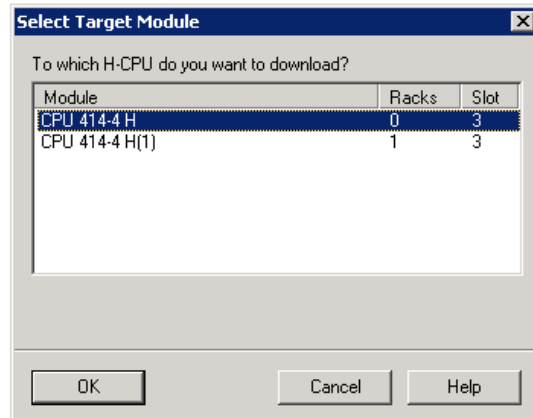 Select Target Module
To which H-CPU do you want to download?
Module Racks Slot
CPU 414-4 H 0 3
CPU 414-4 H(1) 1 3
OK Cancel Help